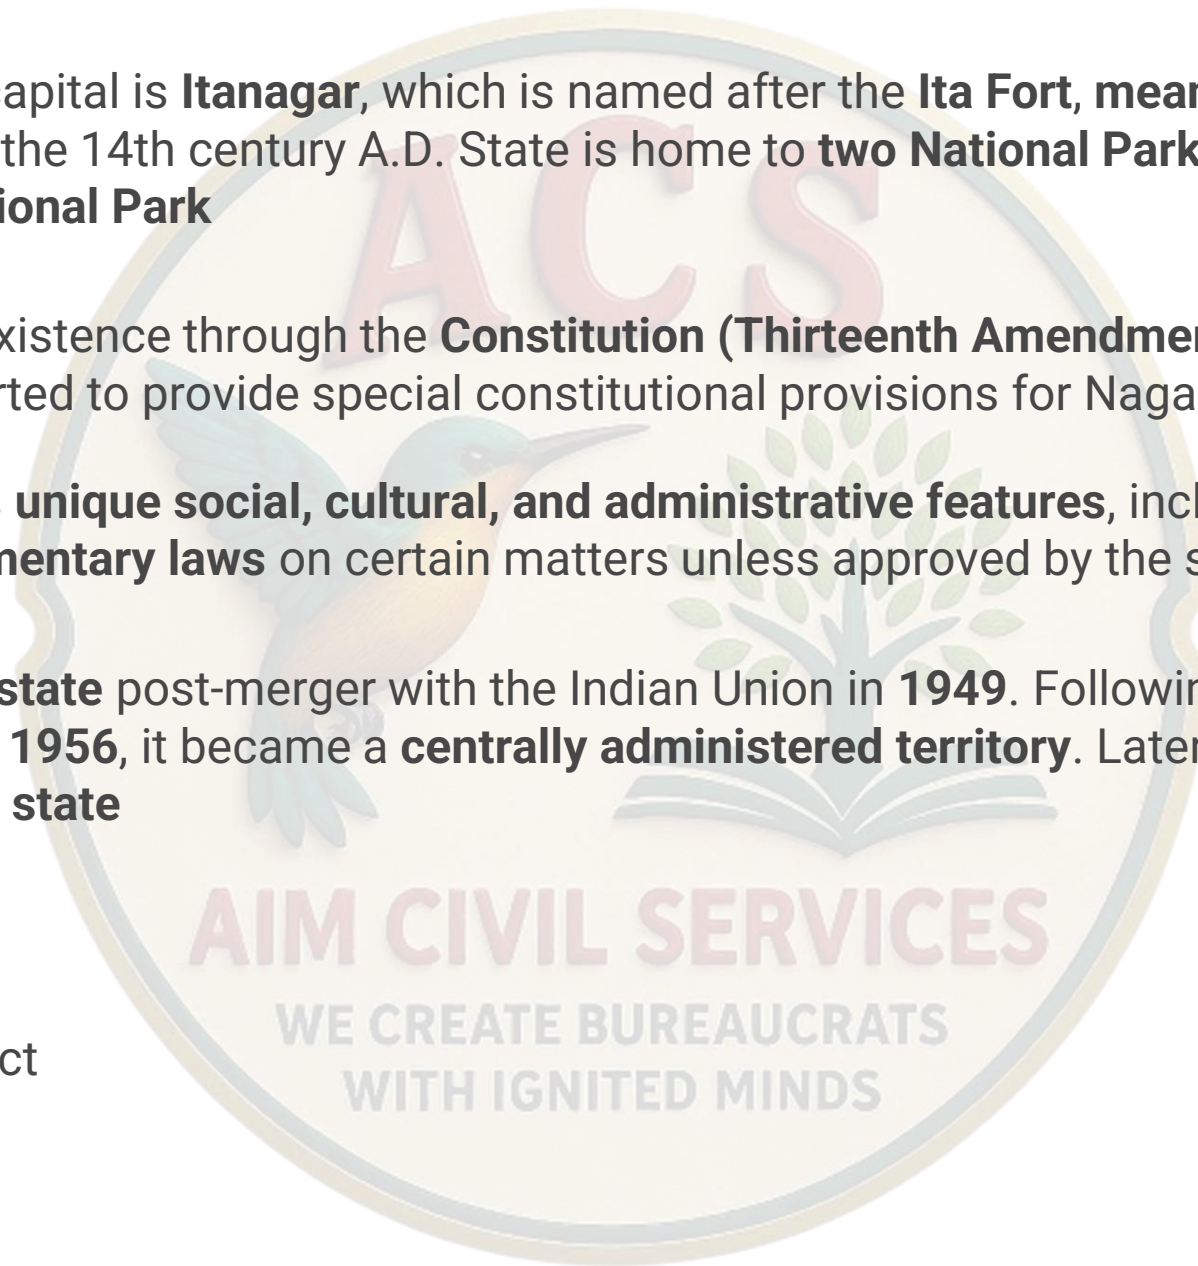 capital is Itanagar, which is named after the Ita Fort, mean
the 14th century A.D. State is home to two National Park
ional Park
xistence through the Constitution (Thirteenth Amendmen
rted to provide special constitutional provisions for Naga
s unique social, cultural, and administrative features, incl
mentary laws on certain matters unless approved by the s
state post-merger with the Indian Union in 1949. Followin
1956, it became a centrally administered territory. Later
state
ct
ACS
AIM CIVIL SERVICES
WE CREATE BUREAUCRATS
WITH IGNITED MINDS